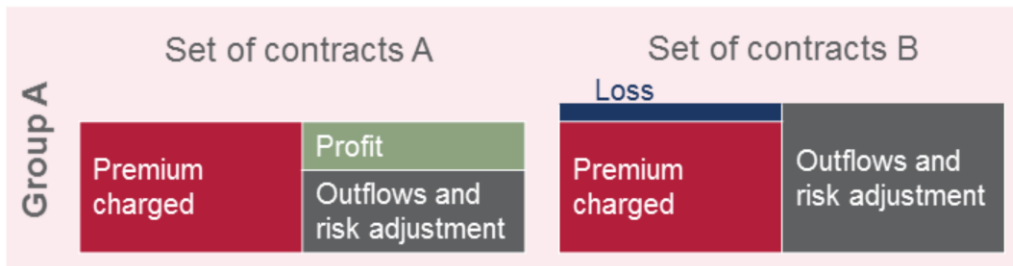 Group A
Set of contracts A
Premium
charged
Profit
Outflows and
risk adjustment
Set of contracts B
Loss
Premium
charged
Outflows and
risk adjustment